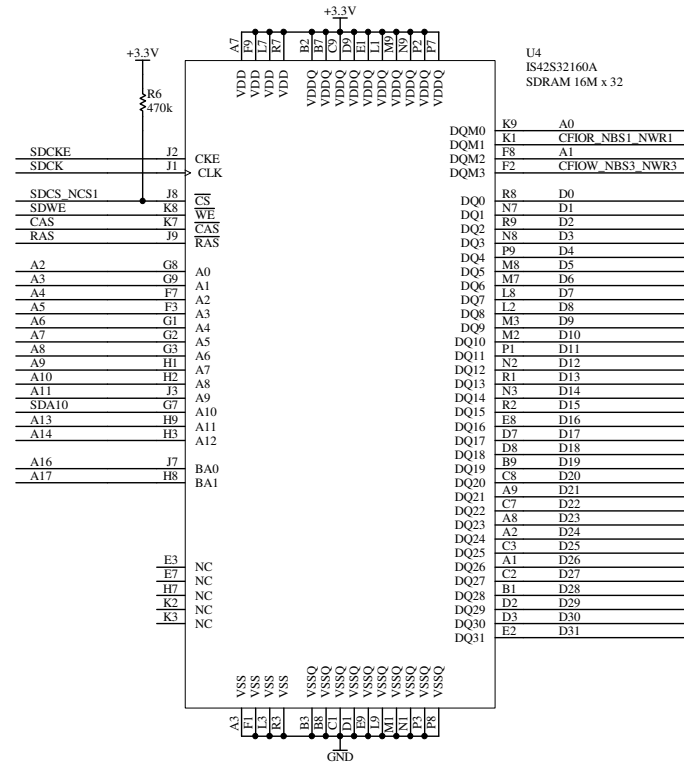 +3.3V
U4
IS42S32160A
SDRAM 16M x 32
+3.3V
R6
470k
A7 F9 L7 R7 B2 B7 C9 D9 E1 L1 M9 N9 P2 P7
VDD VDD VDD VDD VDDQ VDDQ VDDQ VDDQ VDDQ VDDQ VDDQ VDDQ VDDQ VDDQ
SDCKE J2 CKE
SDCK J1 CLK
SDCS_NCS1 J8 CS
SDWE K8 WE
CAS K7 CAS
RAS J9 RAS
A2 G8 A0
A3 G9 A1
A4 F7 A2
A5 F3 A3
A6 G1 A4
A7 G2 A5
A8 G3 A6
A9 H1 A7
A10 H2 A8
A11 J3 A9
SDA10 G7 A10
A13 H9 A11
A14 H3 A12
A16 J7 BA0
A17 H8 BA1
E3 NC
E7 NC
H7 NC
K2 NC
K3 NC
DQM0 K9 A0
DQM1 K1 CFIOR_NBS1_NWR1
DQM2 F8 A1
DQM3 F2 CFIOW_NBS3_NWR3
DQ0 R8 D0
DQ1 N7 D1
DQ2 R9 D2
DQ3 N8 D3
DQ4 P9 D4
DQ5 M8 D5
DQ6 M7 D6
DQ7 L8 D7
DQ8 L2 D8
DQ9 M3 D9
DQ10 M2 D10
DQ11 P1 D11
DQ12 N2 D12
DQ13 R1 D13
DQ14 N3 D14
DQ15 R2 D15
DQ16 E8 D16
DQ17 D7 D17
DQ18 D8 D18
DQ19 B9 D19
DQ20 C8 D20
DQ21 A9 D21
DQ22 C7 D22
DQ23 A8 D23
DQ24 A2 D24
DQ25 C3 D25
DQ26 A1 D26
DQ27 C2 D27
DQ28 B1 D28
DQ29 D2 D29
DQ30 D3 D30
DQ31 E2 D31
VSS VSS VSS VSS VSSQ VSSQ VSSQ VSSQ VSSQ VSSQ VSSQ VSSQ VSSQ VSSQ
A3 F1 L3 R3 B3 B8 C1 D1 E9 L9 M1 N1 P3 P8
GND